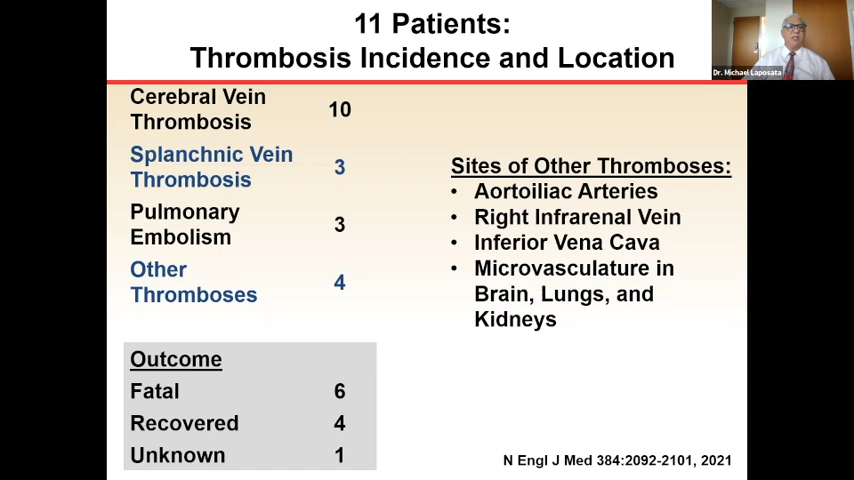 11 Patients:
Thrombosis Incidence and Location
Dr. Michael Laposata
Cerebral Vein
Thrombosis 10
Splanchnic Vein
Thrombosis 3
Pulmonary
Embolism 3
Other
Thromboses 4
Sites of Other Thromboses:
• Aortoiliac Arteries
• Right Infrarenal Vein
• Inferior Vena Cava
• Microvasculature in
Brain, Lungs, and
Kidneys
Outcome
Fatal 6
Recovered 4
Unknown 1
N Engl J Med 384:2092-2101, 2021